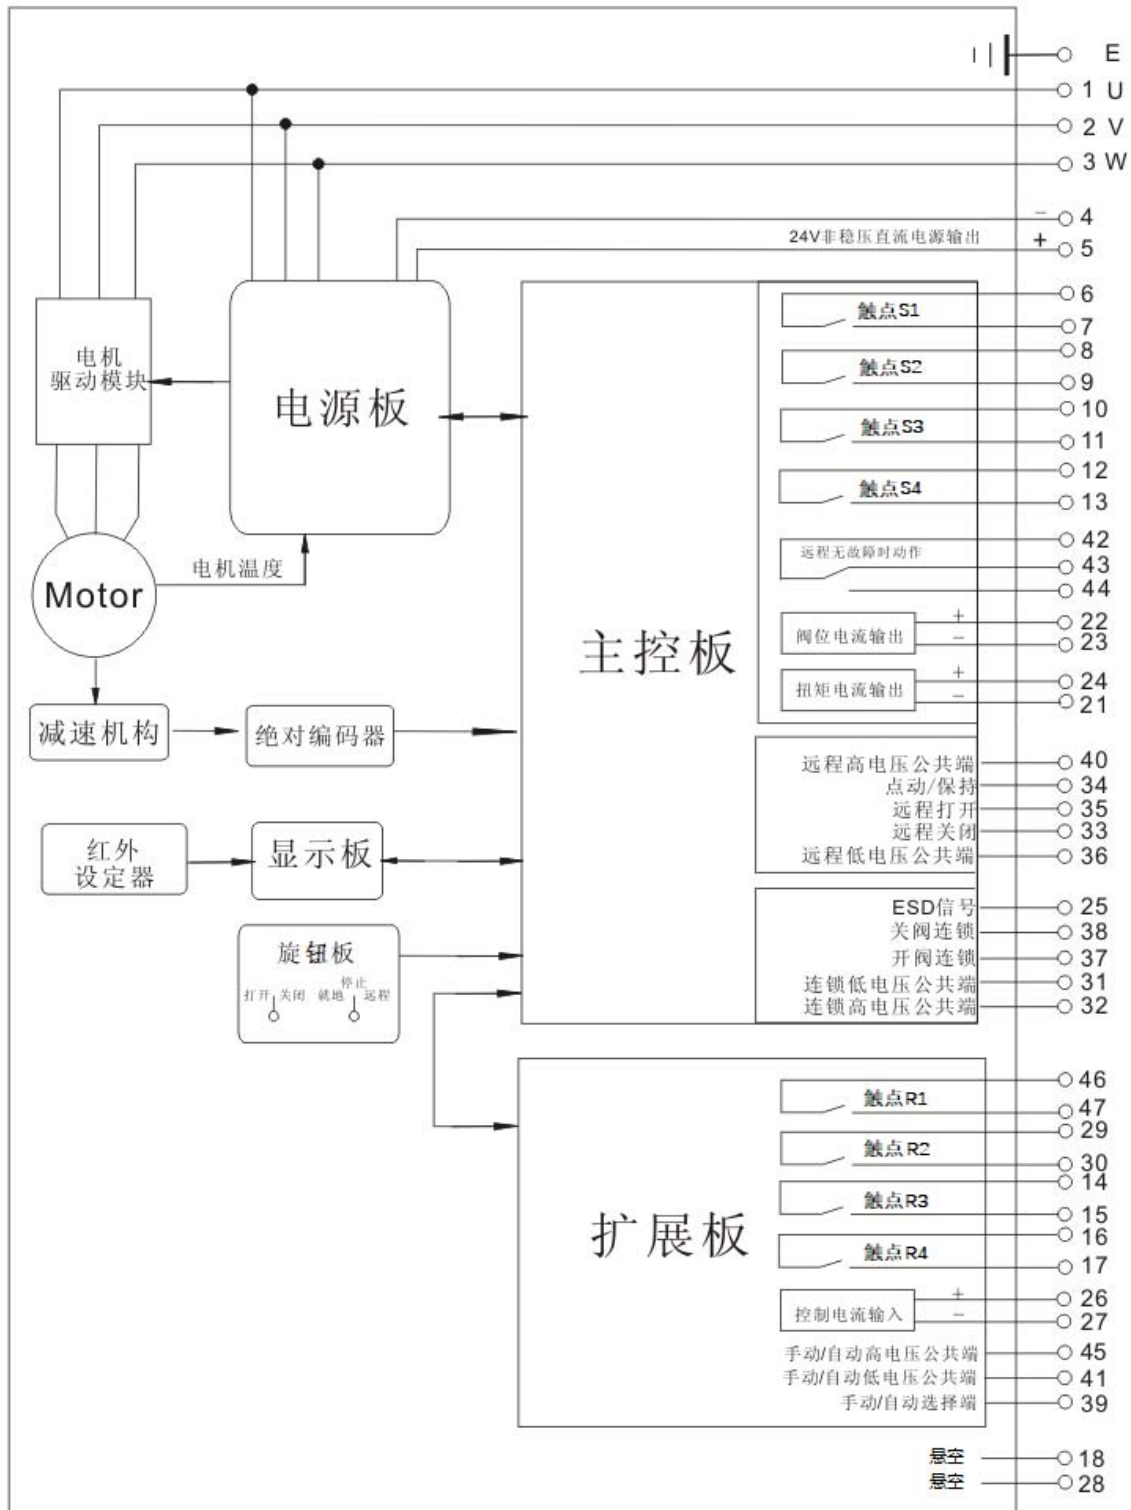 E
1 U
2 V
3 W
− 4
24V非稳压直流电源输出
+ 5
6
触点S1
7
8
触点S2
9
10
触点S3
11
12
触点S4
13
42
远程无故障时动作
43
44
+ 22
阀位电流输出
− 23
+ 24
扭矩电流输出
− 21
电机
驱动模块
电源板
电机温度
Motor
主控板
减速机构
绝对编码器
远程高电压公共端 40
点动/保持 34
远程打开 35
远程关闭 33
远程低电压公共端 36
红外
设定器
显示板
ESD信号 25
关阀连锁 38
开阀连锁 37
连锁低电压公共端 31
连锁高电压公共端 32
旋钮板
停止
打开 关闭 就地 远程
扩展板
46
触点R1
47
29
触点R2
30
14
触点R3
15
16
触点R4
17
+ 26
控制电流输入
− 27
手动/自动高电压公共端 45
手动/自动低电压公共端 41
手动/自动选择端 39
悬空 18
悬空 28